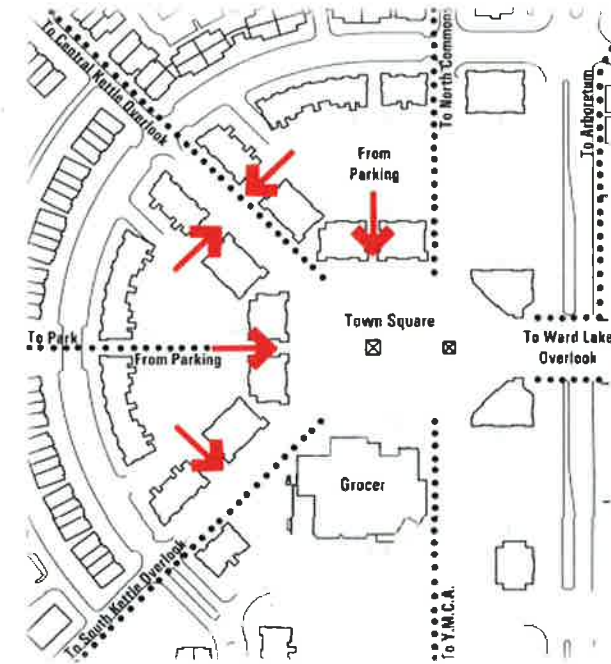 To Central Kettle Overlook
To North Commons
To Arboretum
From
Parking
Town Square
To Park
From Parking
To Ward Lake
Overlook
Grocer
To South Kettle Overlook
To Y.M.C.A.